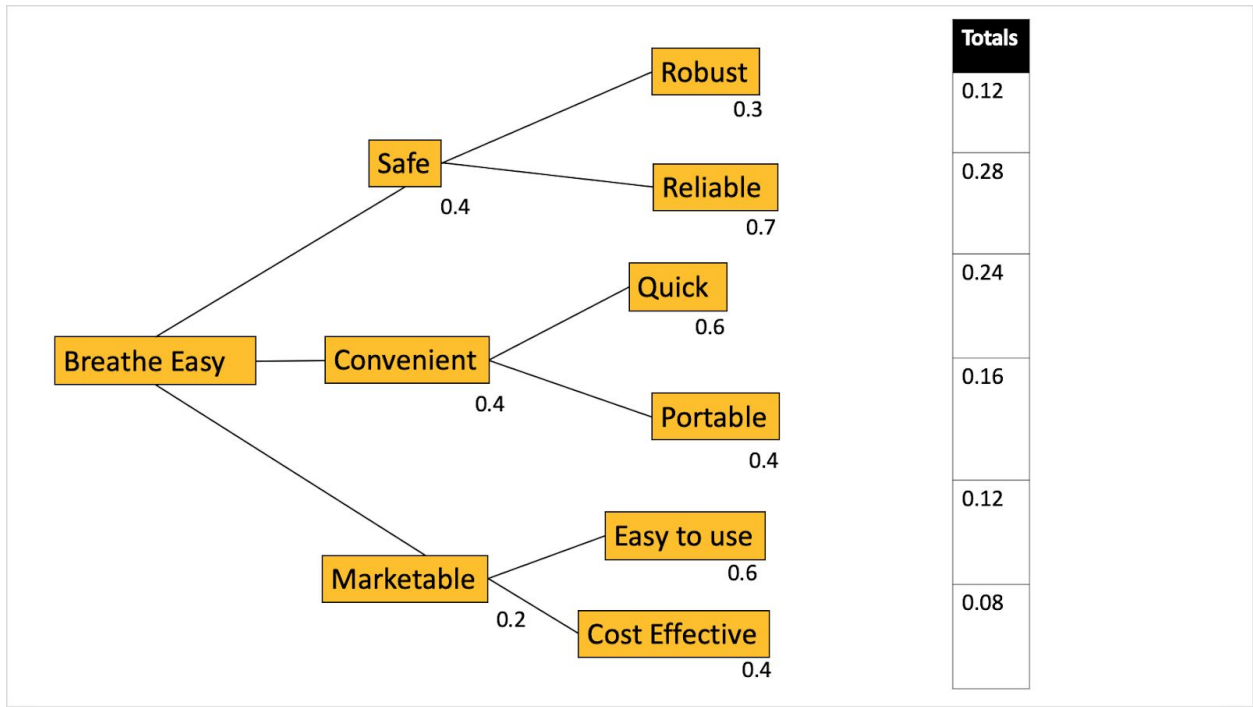 Totals
Robust
0.3
0.12
Safe
0.4
Reliable
0.7
0.28
Quick
0.6
0.24
Breathe Easy
Convenient
0.4
Portable
0.4
0.16
Easy to use
0.6
0.12
Marketable
0.2
Cost Effective
0.4
0.08